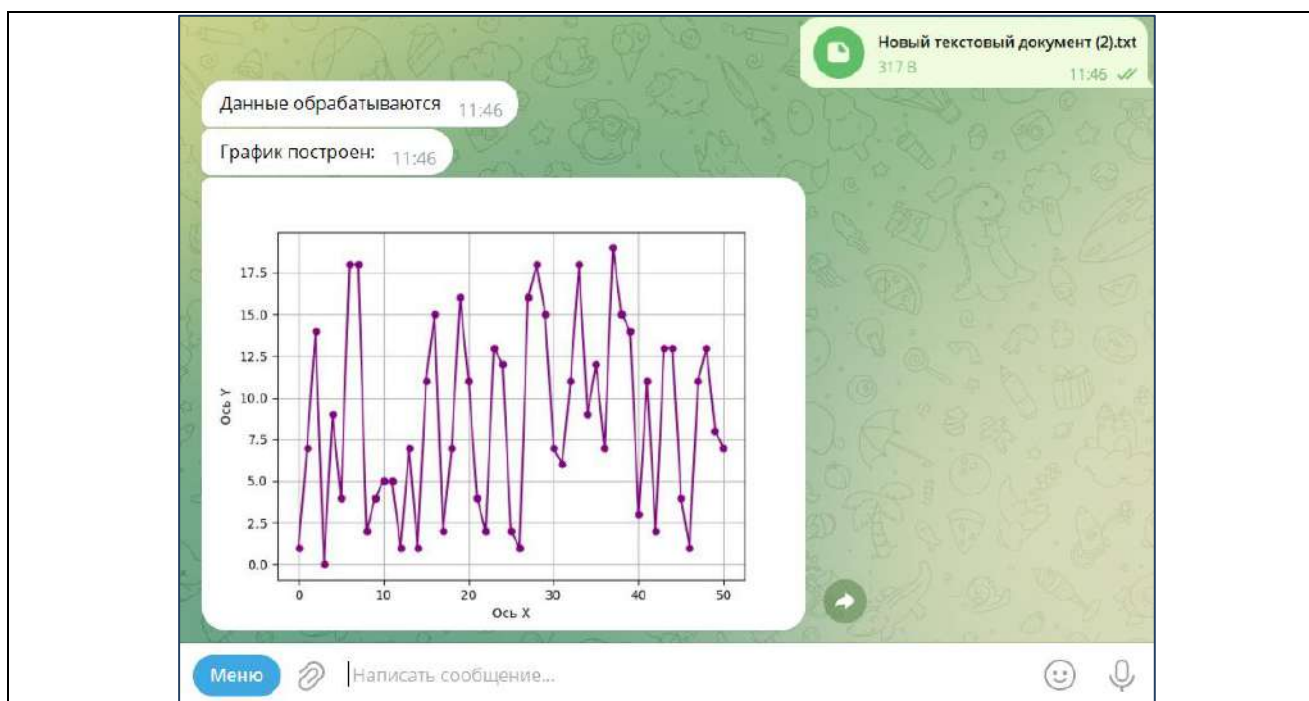 Новый текстовый документ (2).txt
317 B
11:46
Данные обрабатываются 11:46
График построен: 11:46
17.5
15.0
12.5
10.0
7.5
5.0
2.5
0.0
Ось Y
0 10 20 30 40 50
Ось X
Меню
Написать сообщение...